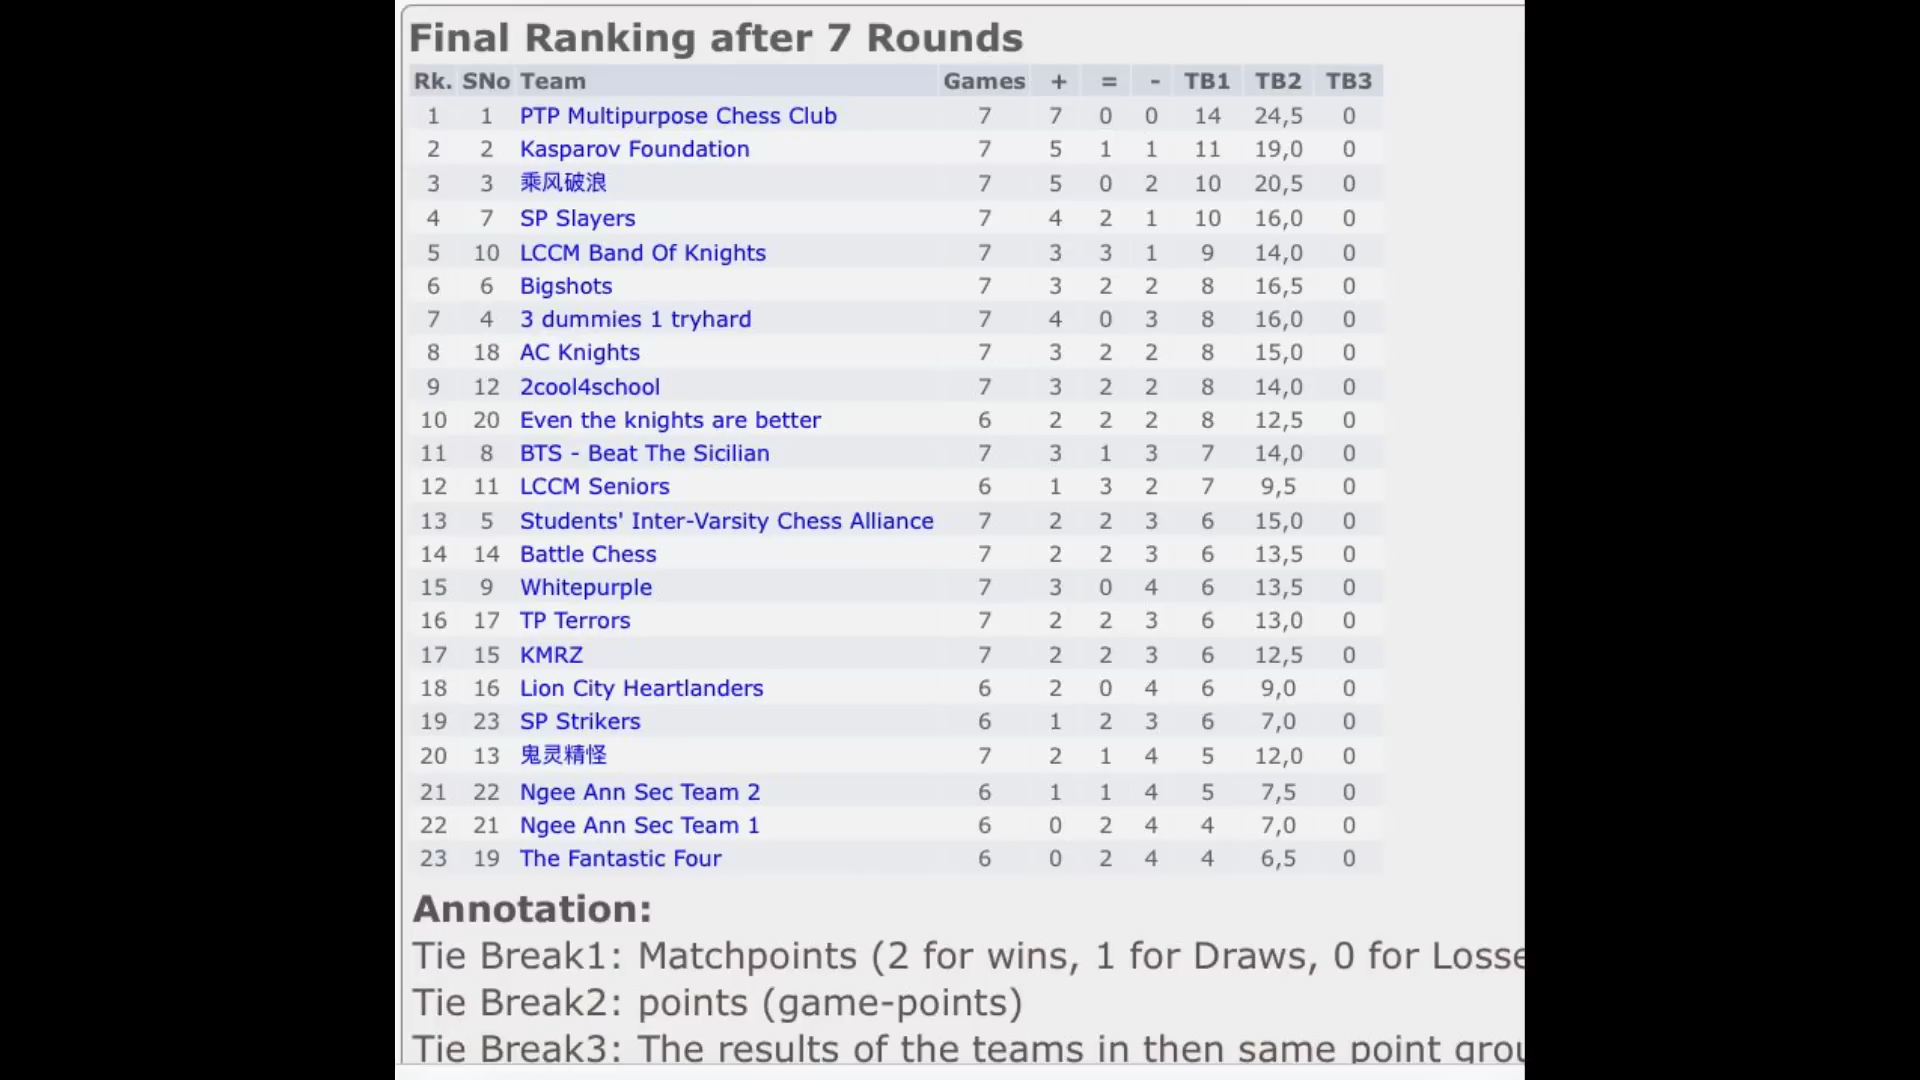 Final Ranking after 7 Rounds
Rk. SNo Team Games + = - TB1 TB2 TB3
1 1 PTP Multipurpose Chess Club 7 7 0 0 14 24,5 0
2 2 Kasparov Foundation 7 5 1 1 11 19,0 0
3 3 乘风破浪 7 5 0 2 10 20,5 0
4 7 SP Slayers 7 4 2 1 10 16,0 0
5 10 LCCM Band Of Knights 7 3 3 1 9 14,0 0
6 6 Bigshots 7 3 2 2 8 16,5 0
7 4 3 dummies 1 tryhard 7 4 0 3 8 16,0 0
8 18 AC Knights 7 3 2 2 8 15,0 0
9 12 2cool4school 7 3 2 2 8 14,0 0
10 20 Even the knights are better 6 2 2 2 8 12,5 0
11 8 BTS - Beat The Sicilian 7 3 1 3 7 14,0 0
12 11 LCCM Seniors 6 1 3 2 7 9,5 0
13 5 Students' Inter-Varsity Chess Alliance 7 2 2 3 6 15,0 0
14 14 Battle Chess 7 2 2 3 6 13,5 0
15 9 Whitepurple 7 3 0 4 6 13,5 0
16 17 TP Terrors 7 2 2 3 6 13,0 0
17 15 KMRZ 7 2 2 3 6 12,5 0
18 16 Lion City Heartlanders 6 2 0 4 6 9,0 0
19 23 SP Strikers 6 1 2 3 6 7,0 0
20 13 鬼灵精怪 7 2 1 4 5 12,0 0
21 22 Ngee Ann Sec Team 2 6 1 1 4 5 7,5 0
22 21 Ngee Ann Sec Team 1 6 0 2 4 4 7,0 0
23 19 The Fantastic Four 6 0 2 4 4 6,5 0
Annotation:
Tie Break1: Matchpoints (2 for wins, 1 for Draws, 0 for Losse
Tie Break2: points (game-points)
Tie Break3: The results of the teams in then same point grou